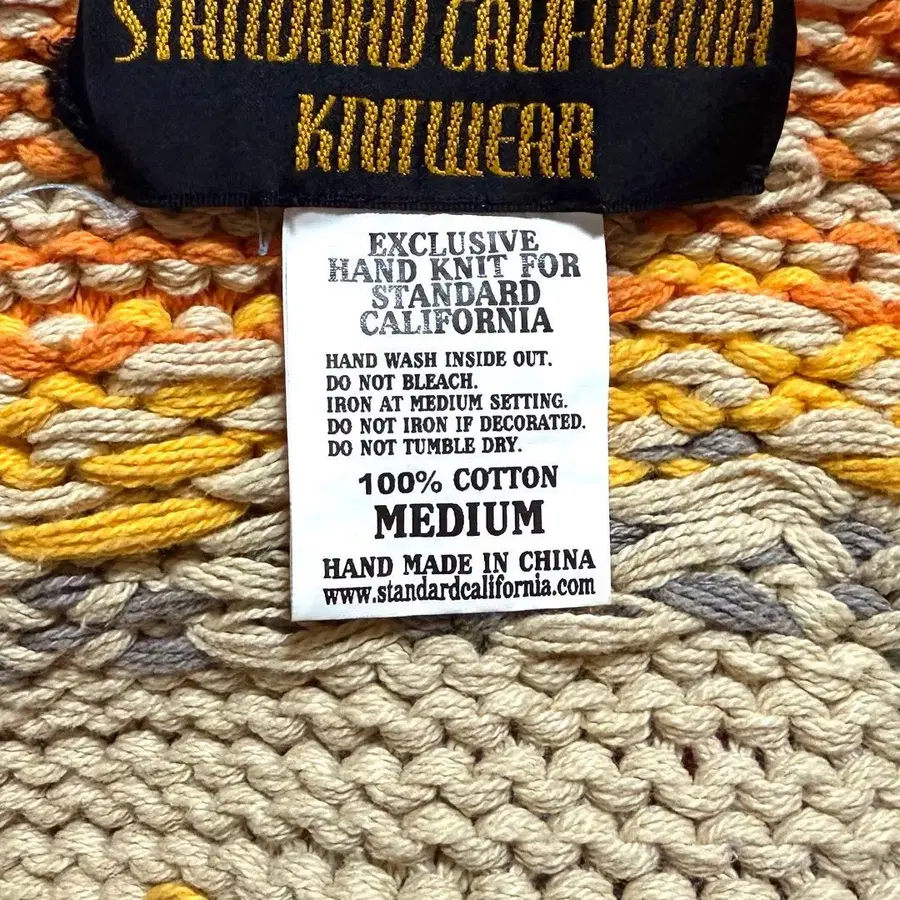 STANDARD CALIFORNIA
KNITWEAR
EXCLUSIVE
HAND KNIT FOR
STANDARD
CALIFORNIA
HAND WASH INSIDE OUT.
DO NOT BLEACH.
IRON AT MEDIUM SETTING.
DO NOT IRON IF DECORATED.
DO NOT TUMBLE DRY.
100% COTTON
MEDIUM
HAND MADE IN CHINA
www.standardcalifornia.com